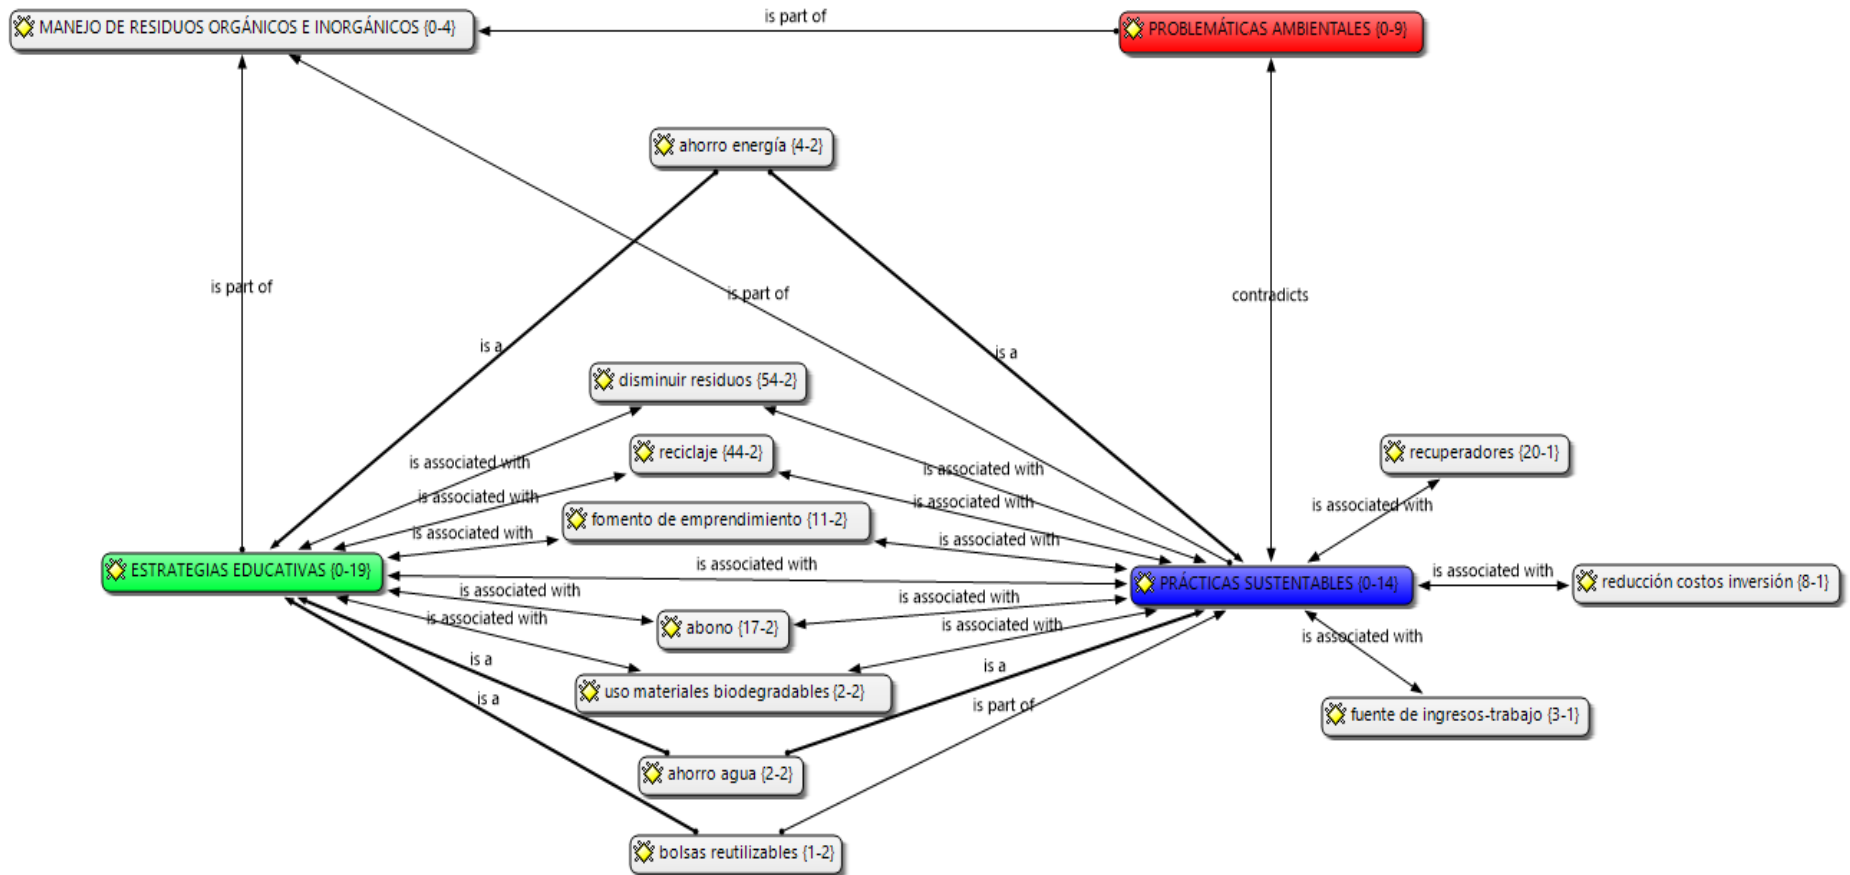 is part of
MANEJO DE RESIDUOS ORGÁNICOS E INORGÁNICOS {0-4}
PROBLEMÁTICAS AMBIENTALES {0-9}
ahorro energía {4-2}
is part of
is part of
contradicts
is a
is a
disminuir residuos {54-2}
reciclaje {44-2}
recuperadores {20-1}
is associated with
is associated with
is associated with
is associated with
is associated with
fomento de emprendimiento {11-2}
is associated with
is associated with
is associated with
ESTRATEGIAS EDUCATIVAS {0-19}
is associated with
PRÁCTICAS SUSTENTABLES {0-14}
reducción costos inversión {8-1}
is associated with
is associated with
abono {17-2}
is associated with
is associated with
is associated with
is a
is a
uso materiales biodegradables {2-2}
is a
is part of
fuente de ingresos-trabajo {3-1}
ahorro agua {2-2}
bolsas reutilizables {1-2}